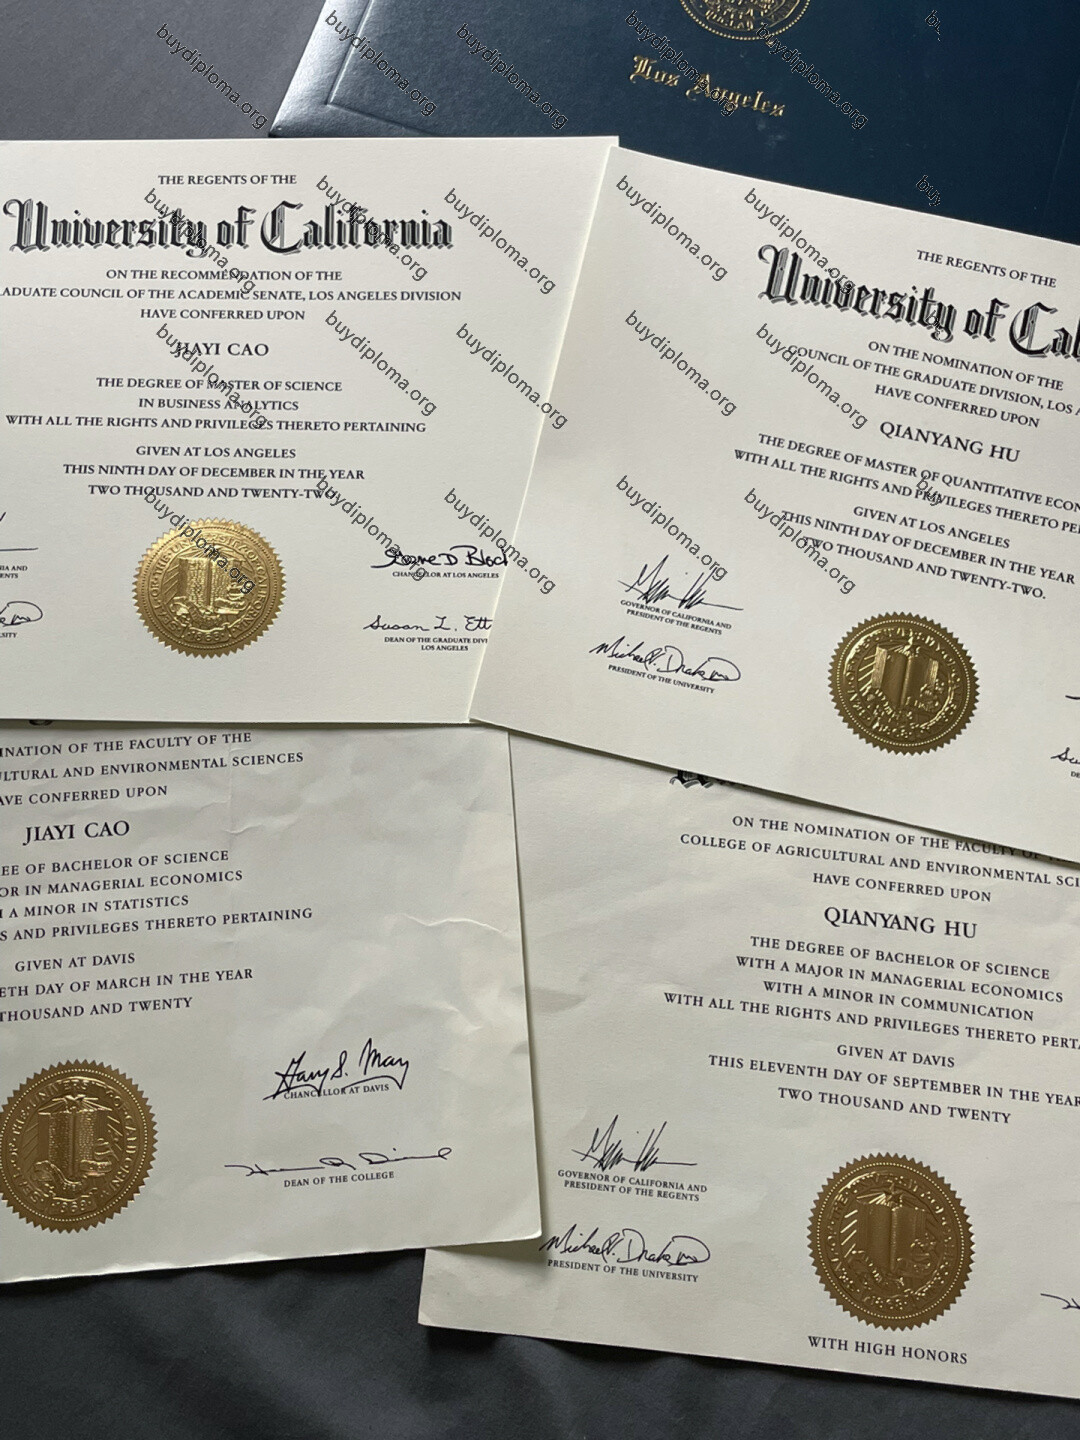 Los Angeles
THE REGENTS OF THE
University of California
ON THE RECOMMENDATION OF THE
ADUATE COUNCIL OF THE ACADEMIC SENATE, LOS ANGELES DIVISION
HAVE CONFERRED UPON
JIAYI CAO
THE DEGREE OF MASTER OF SCIENCE
IN BUSINESS ANALYTICS
WITH ALL THE RIGHTS AND PRIVILEGES THERETO PERTAINING
GIVEN AT LOS ANGELES
THIS NINTH DAY OF DECEMBER IN THE YEAR
TWO THOUSAND AND TWENTY-TWO.
CHANCELLOR AT LOS ANGELES
DEAN OF THE GRADUATE DIVI
LOS ANGELES
THE REGENTS OF THE
University of Cal
ON THE NOMINATION OF THE
COUNCIL OF THE GRADUATE DIVISION, LOS A
HAVE CONFERRED UPON
QIANYANG HU
THE DEGREE OF MASTER OF QUANTITATIVE ECON
WITH ALL THE RIGHTS AND PRIVILEGES THERETO PE
GIVEN AT LOS ANGELES
THIS NINTH DAY OF DECEMBER IN THE YEAR
TWO THOUSAND AND TWENTY-TWO.
GOVERNOR OF CALIFORNIA AND
PRESIDENT OF THE REGENTS
PRESIDENT OF THE UNIVERSITY
INATION OF THE FACULTY OF THE
ULTURAL AND ENVIRONMENTAL SCIENCES
AVE CONFERRED UPON
JIAYI CAO
EE OF BACHELOR OF SCIENCE
OR IN MANAGERIAL ECONOMICS
A MINOR IN STATISTICS
S AND PRIVILEGES THERETO PERTAINING
GIVEN AT DAVIS
ETH DAY OF MARCH IN THE YEAR
THOUSAND AND TWENTY
Gary S. May
CHANCELLOR AT DAVIS
DEAN OF THE COLLEGE
ON THE NOMINATION OF THE FACULTY OF
COLLEGE OF AGRICULTURAL AND ENVIRONMENTAL SCI
HAVE CONFERRED UPON
QIANYANG HU
THE DEGREE OF BACHELOR OF SCIENCE
WITH A MAJOR IN MANAGERIAL ECONOMICS
WITH A MINOR IN COMMUNICATION
WITH ALL THE RIGHTS AND PRIVILEGES THERETO PERTA
GIVEN AT DAVIS
THIS ELEVENTH DAY OF SEPTEMBER IN THE YEAR
TWO THOUSAND AND TWENTY
GOVERNOR OF CALIFORNIA AND
PRESIDENT OF THE REGENTS
PRESIDENT OF THE UNIVERSITY
WITH HIGH HONORS
buydiploma.org